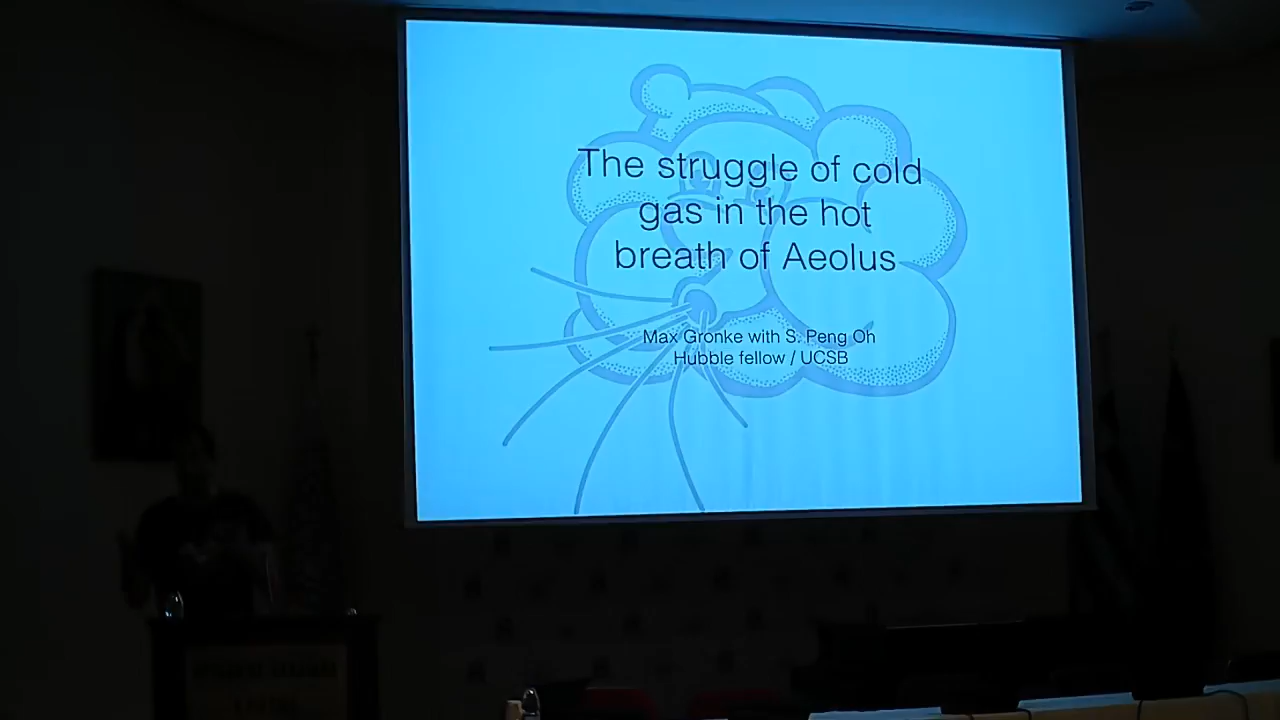 The struggle of cold
gas in the hot
breath of Aeolus
Max Gronke with S. Peng Oh
Hubble fellow / UCSB